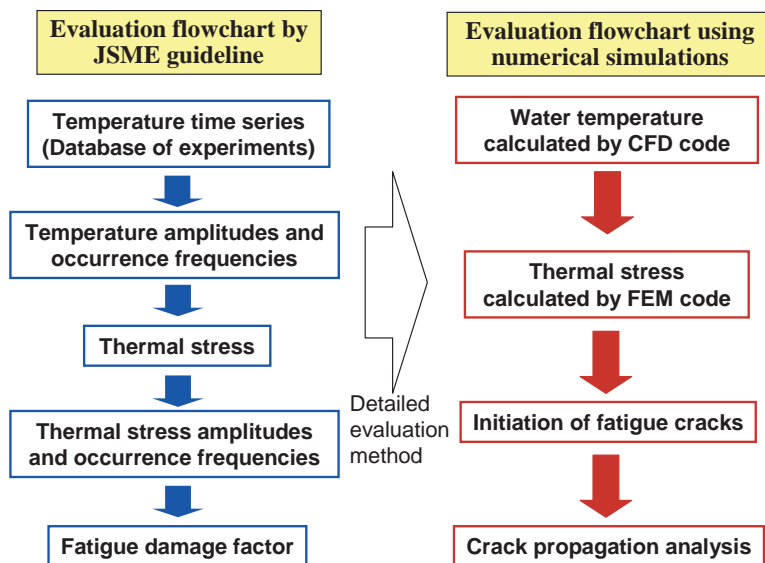 Evaluation flowchart by
JSME guideline
Temperature time series
(Database of experiments)
Temperature amplitudes and
occurrence frequencies
Thermal stress
Thermal stress amplitudes
and occurrence frequencies
Fatigue damage factor
Detailed
evaluation
method
Evaluation flowchart using
numerical simulations
Water temperature
calculated by CFD code
Thermal stress
calculated by FEM code
Initiation of fatigue cracks
Crack propagation analysis